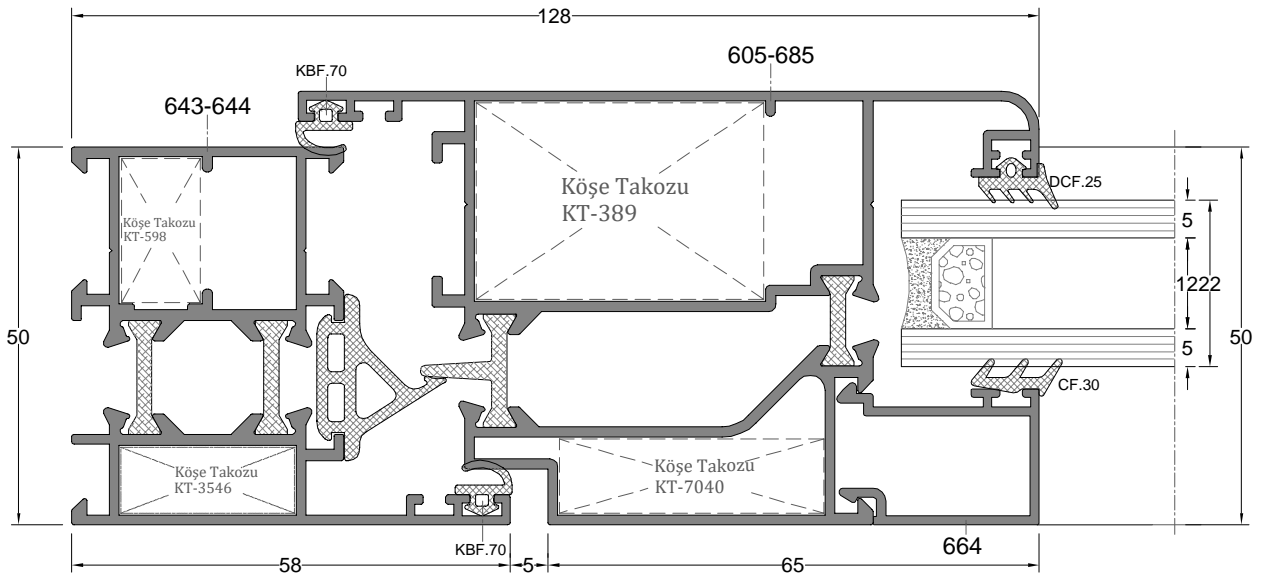 128
KBF.70
605-685
643-644
DCF.25
Köşe Takozu
KT-389
Köşe Takozu
KT-598
5
1222
50
50
5
CF.30
Köşe Takozu
KT-3546
Köşe Takozu
KT-7040
KBF.70
664
58
5
65